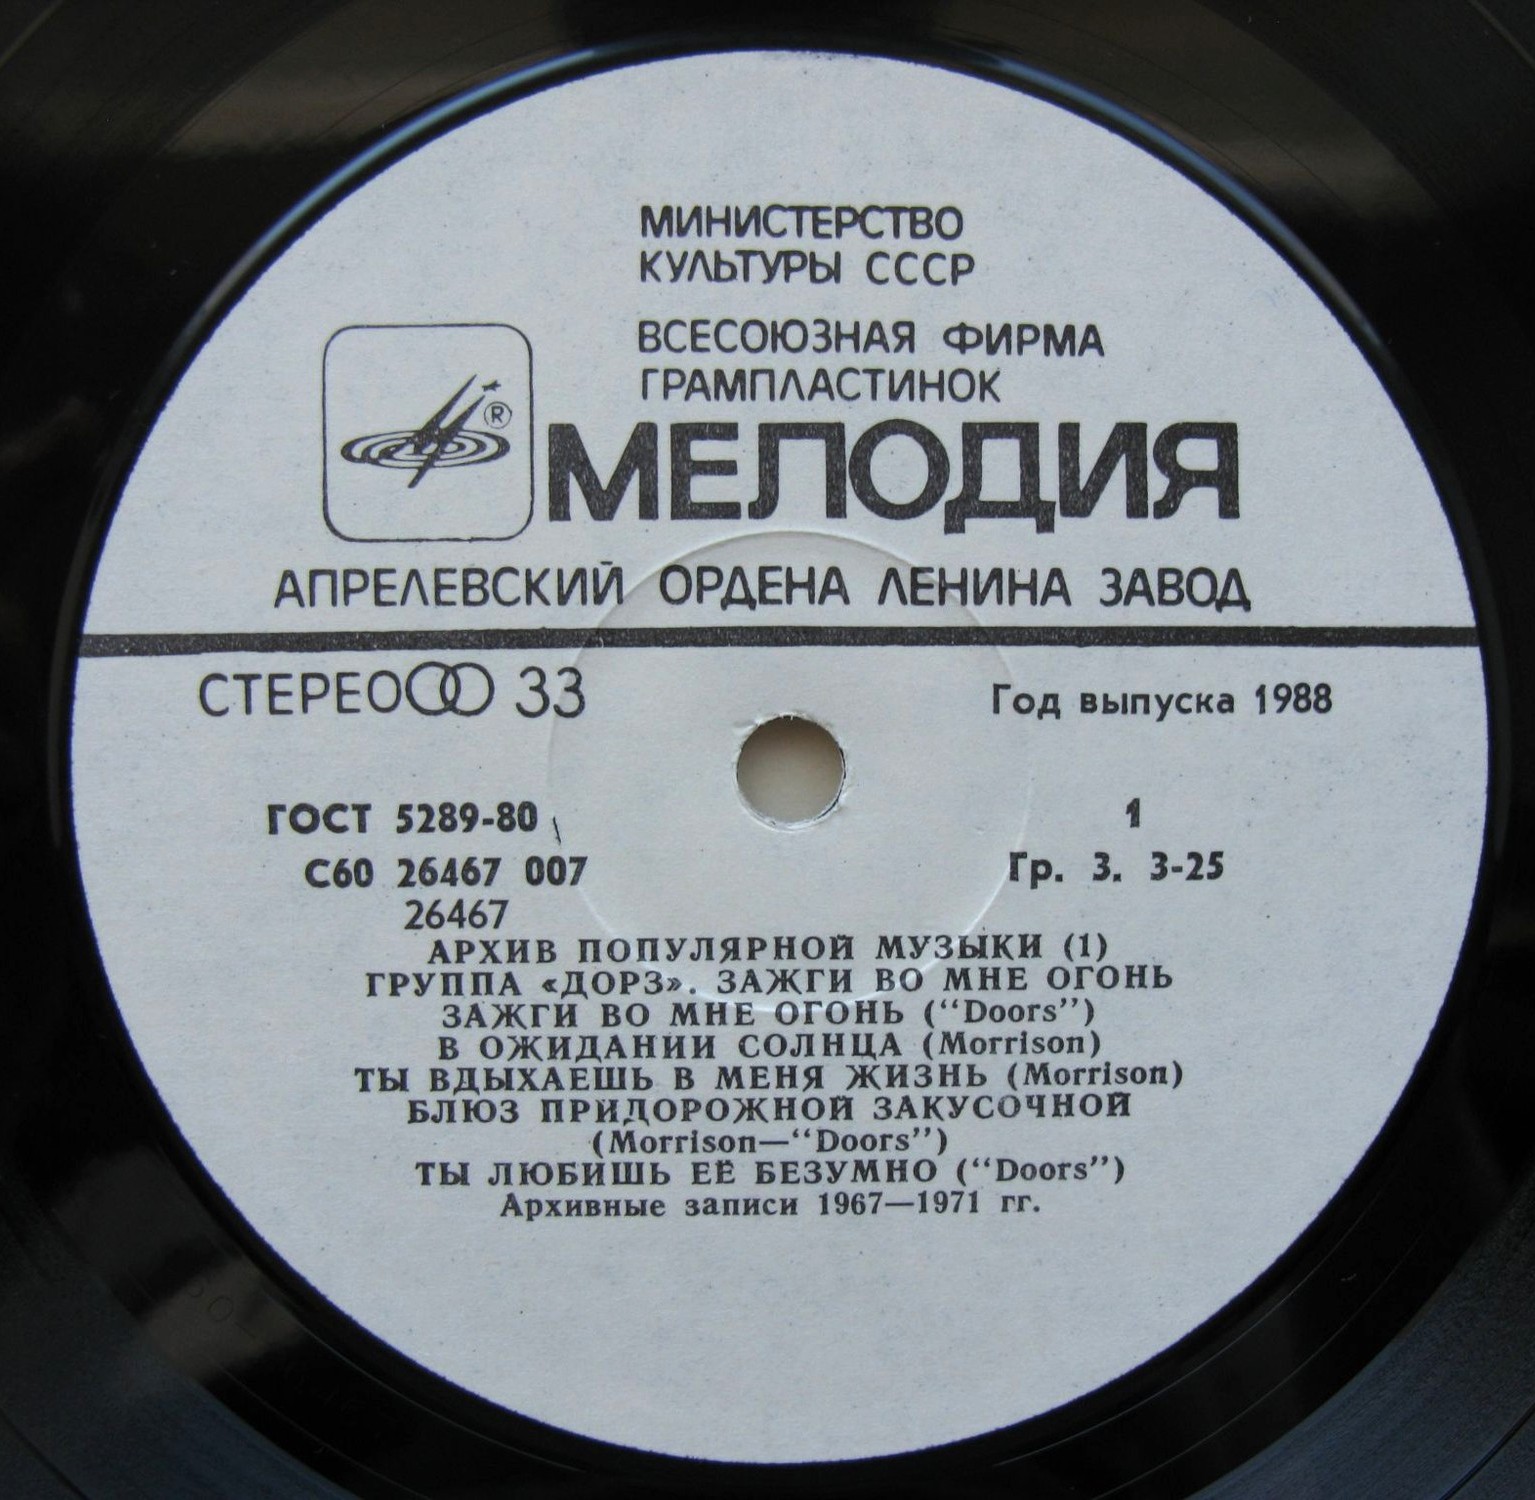 МИНИСТЕРСТВО
КУЛЬТУРЫ СССР
ВСЕСОЮЗНАЯ ФИРМА
ГРАМПЛАСТИНОК
®
МЕЛОДИЯ
АПРЕЛЕВСКИЙ ОРДЕНА ЛЕНИНА ЗАВОД
СТЕРЕО 33
Год выпуска 1988
ГОСТ 5289-80
1
С60 26467 007
Гр. 3. 3-25
26467
АРХИВ ПОПУЛЯРНОЙ МУЗЫКИ (1)
ГРУППА «ДОРЗ». ЗАЖГИ ВО МНЕ ОГОНЬ
ЗАЖГИ ВО МНЕ ОГОНЬ (“Doors”)
В ОЖИДАНИИ СОЛНЦА (Morrison)
ТЫ ВДЫХАЕШЬ В МЕНЯ ЖИЗНЬ (Morrison)
БЛЮЗ ПРИДОРОЖНОЙ ЗАКУСОЧНОЙ
(Morrison—“Doors”)
ТЫ ЛЮБИШЬ ЕЁ БЕЗУМНО (“Doors”)
Архивные записи 1967—1971 гг.